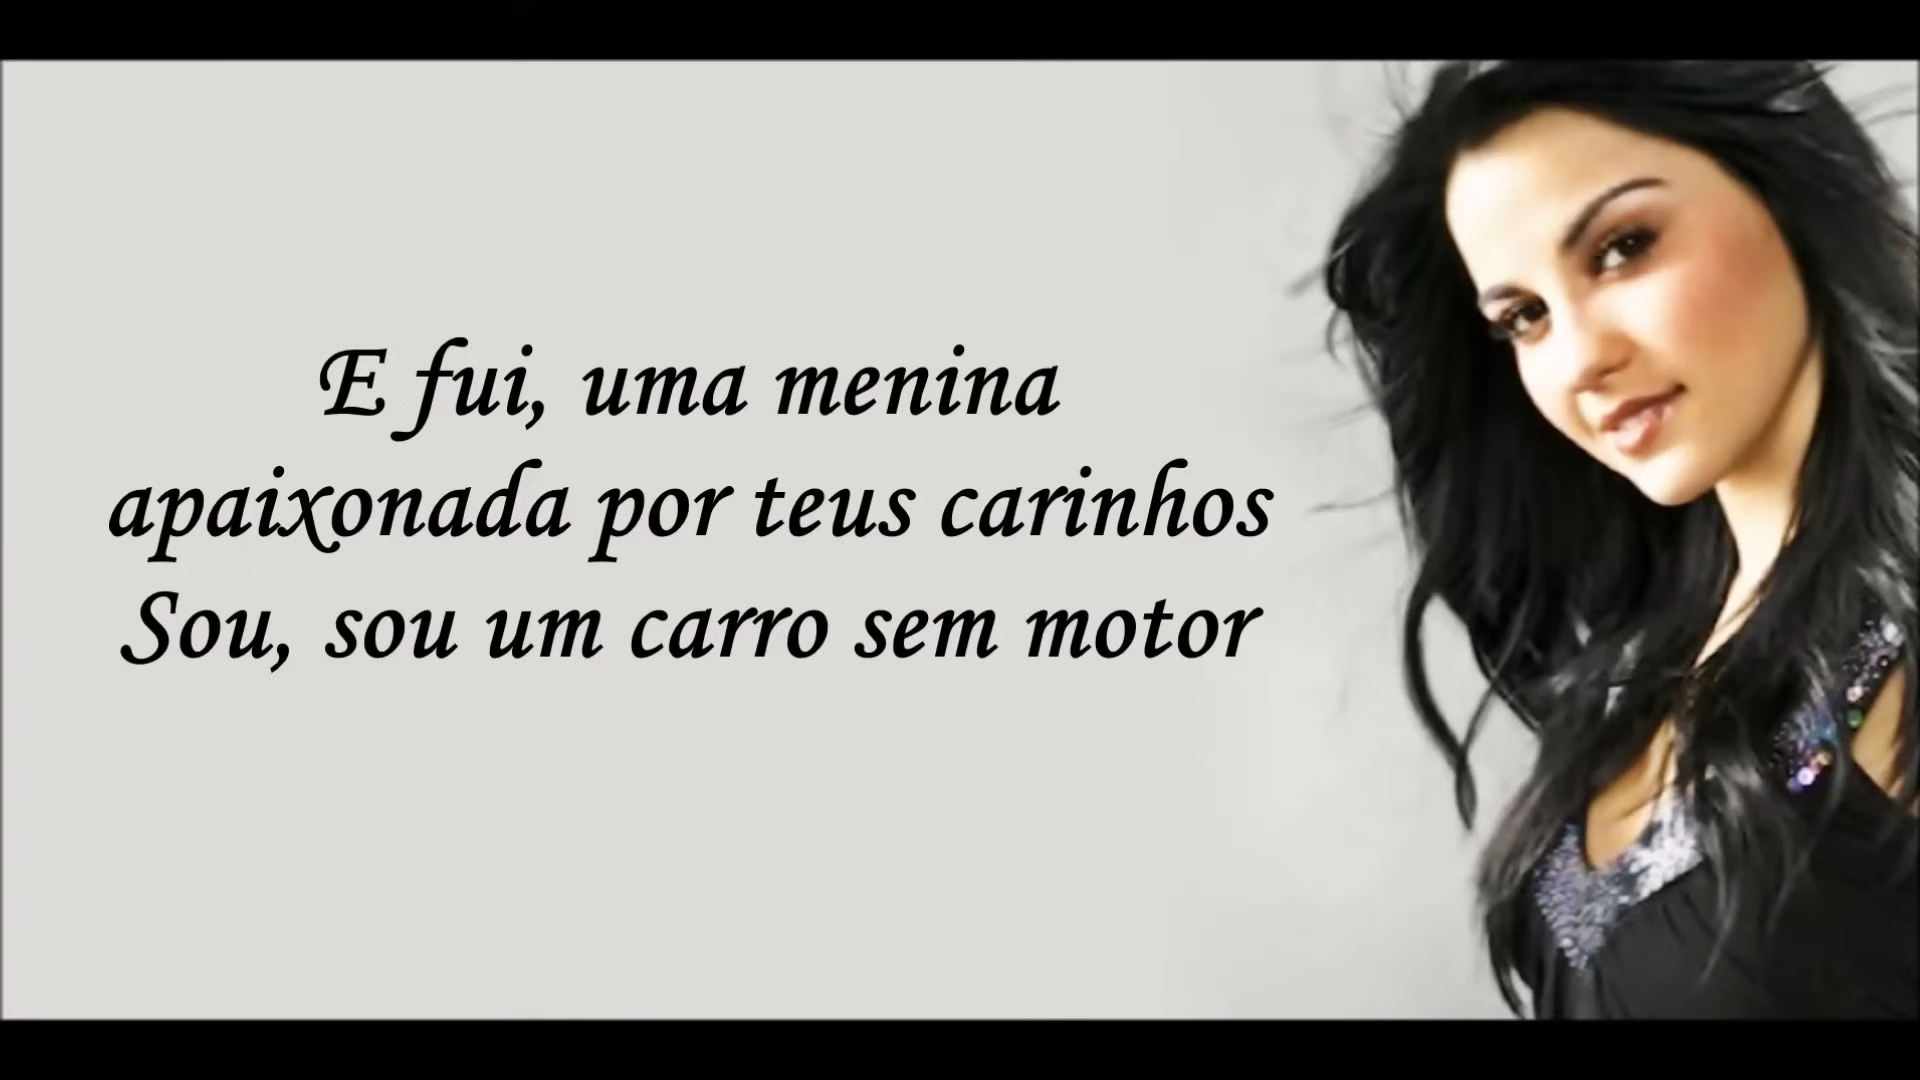 E fui, uma menina
apaixonada por teus carinhos
Sou, sou um carro sem motor